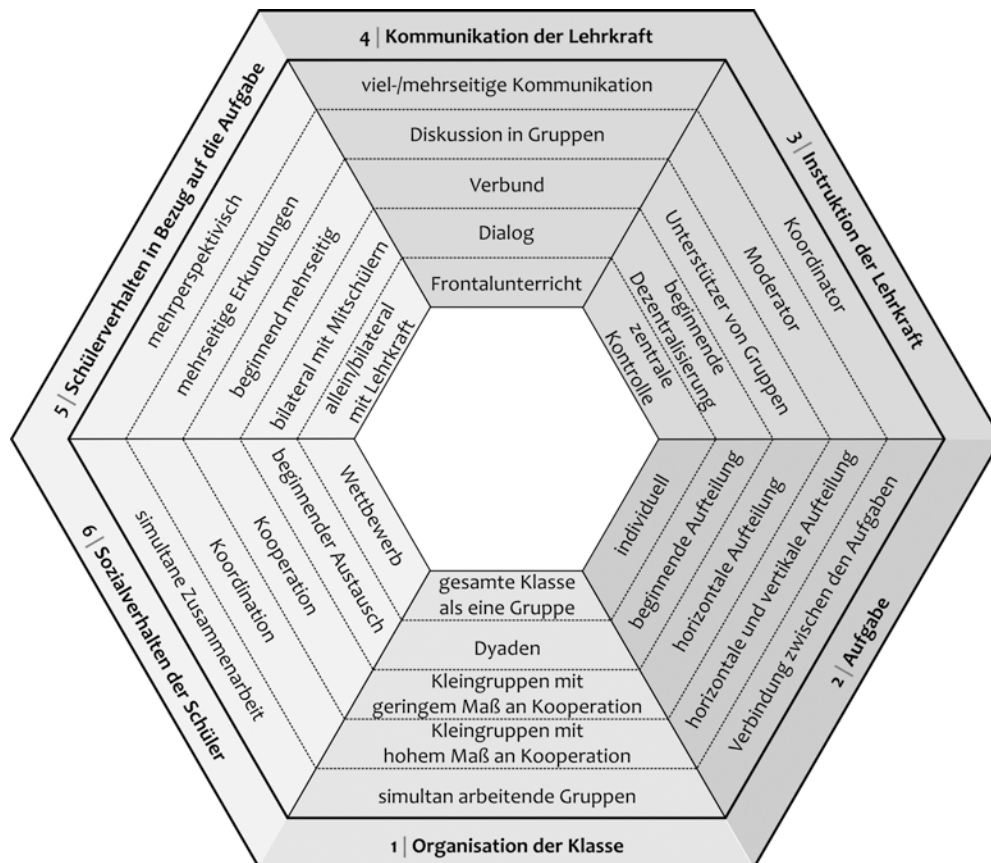 4 | Kommunikation der Lehrkraft
viel-/mehrseitige Kommunikation
Diskussion in Gruppen
Verbund
Dialog
Frontalunterricht
3 | Instruktion der Lehrkraft
Koordinator
Moderator
Unterstützer von Gruppen
beginnende
Dezentralisierung
zentrale
Kontrolle
2 | Aufgabe
individuell
beginnende Aufteilung
horizontale Aufteilung
horizontale und vertikale Aufteilung
Verbindung zwischen den Aufgaben
1 | Organisation der Klasse
gesamte Klasse
als eine Gruppe
Dyaden
Kleingruppen mit
geringem Maß an Kooperation
Kleingruppen mit
hohem Maß an Kooperation
simultan arbeitende Gruppen
6 | Sozialverhalten der Schüler
Wettbewerb
beginnender Austausch
Kooperation
Koordination
simultane Zusammenarbeit
5 | Schülerverhalten in Bezug auf die Aufgabe
mehrperspektivisch
mehrseitige Erkundungen
beginnend mehrseitig
bilateral mit Mitschülern
allein/bilateral
mit Lehrkraft